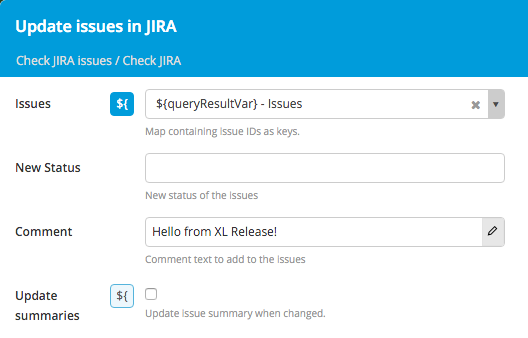 Update issues in JIRA
Check JIRA issues / Check JIRA
Issues ${ ${queryResultVar} - Issues
Map containing issue IDs as keys.
New Status
New status of the issues
Comment Hello from XL Release!
Comment text to add to the issues
Update summaries ${
Update issue summary when changed.